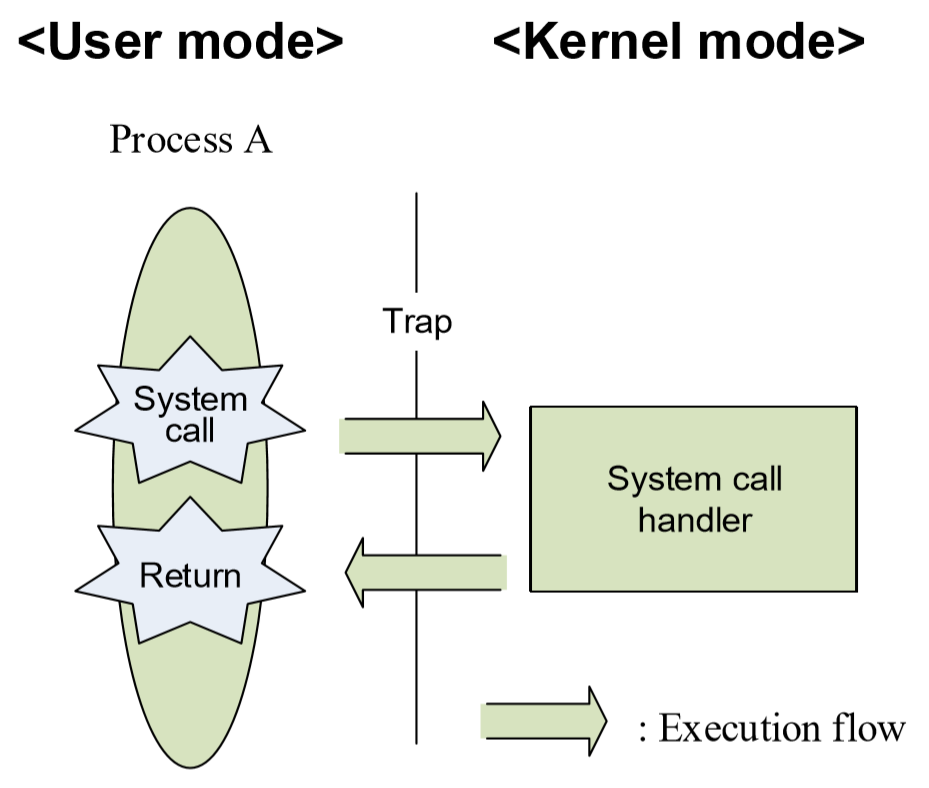 <User mode>
<Kernel mode>
Process A
Trap
System
call
System call
handler
Return
: Execution flow